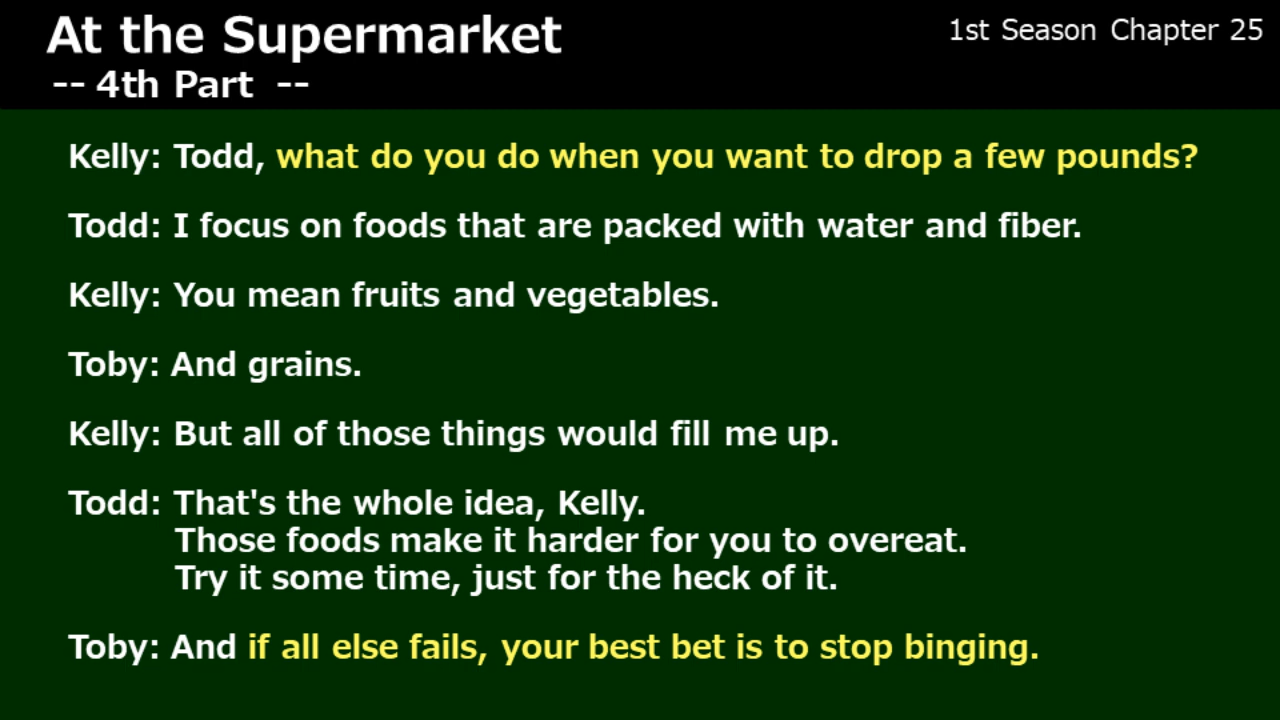 At the Supermarket
1st Season Chapter 25
-- 4th Part --
Kelly: Todd, what do you do when you want to drop a few pounds?
Todd: I focus on foods that are packed with water and fiber.
Kelly: You mean fruits and vegetables.
Toby: And grains.
Kelly: But all of those things would fill me up.
Todd: That's the whole idea, Kelly.
Those foods make it harder for you to overeat.
Try it some time, just for the heck of it.
Toby: And if all else fails, your best bet is to stop binging.